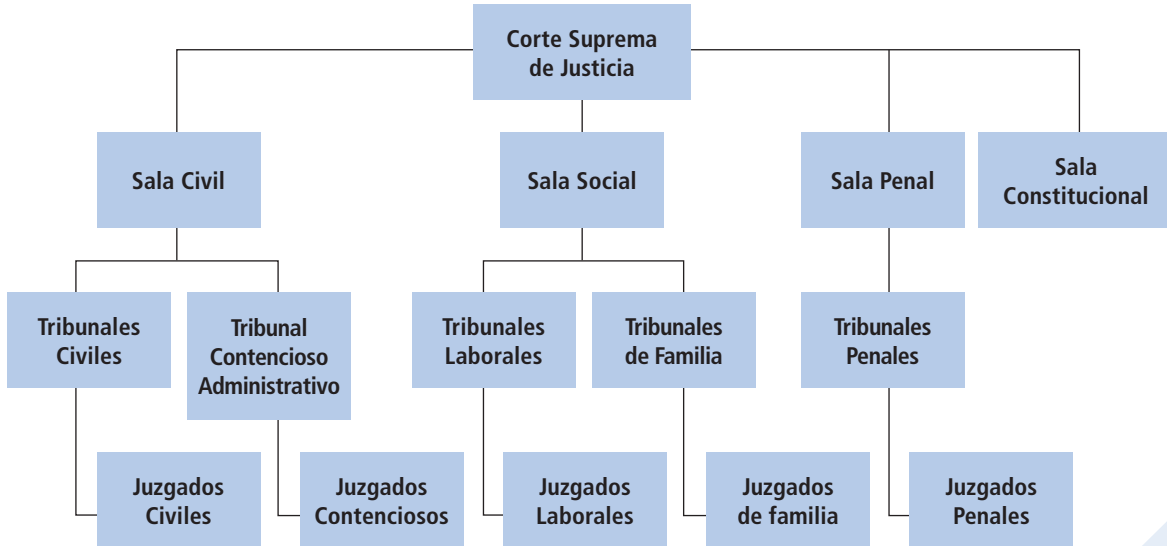 Corte Suprema
de Justicia
Sala Civil
Sala Social
Sala Penal
Sala
Constitucional
Tribunales
Civiles
Tribunal
Contencioso
Administrativo
Tribunales
Laborales
Tribunales
de Familia
Tribunales
Penales
Juzgados
Civiles
Juzgados
Contenciosos
Juzgados
Laborales
Juzgados
de familia
Juzgados
Penales